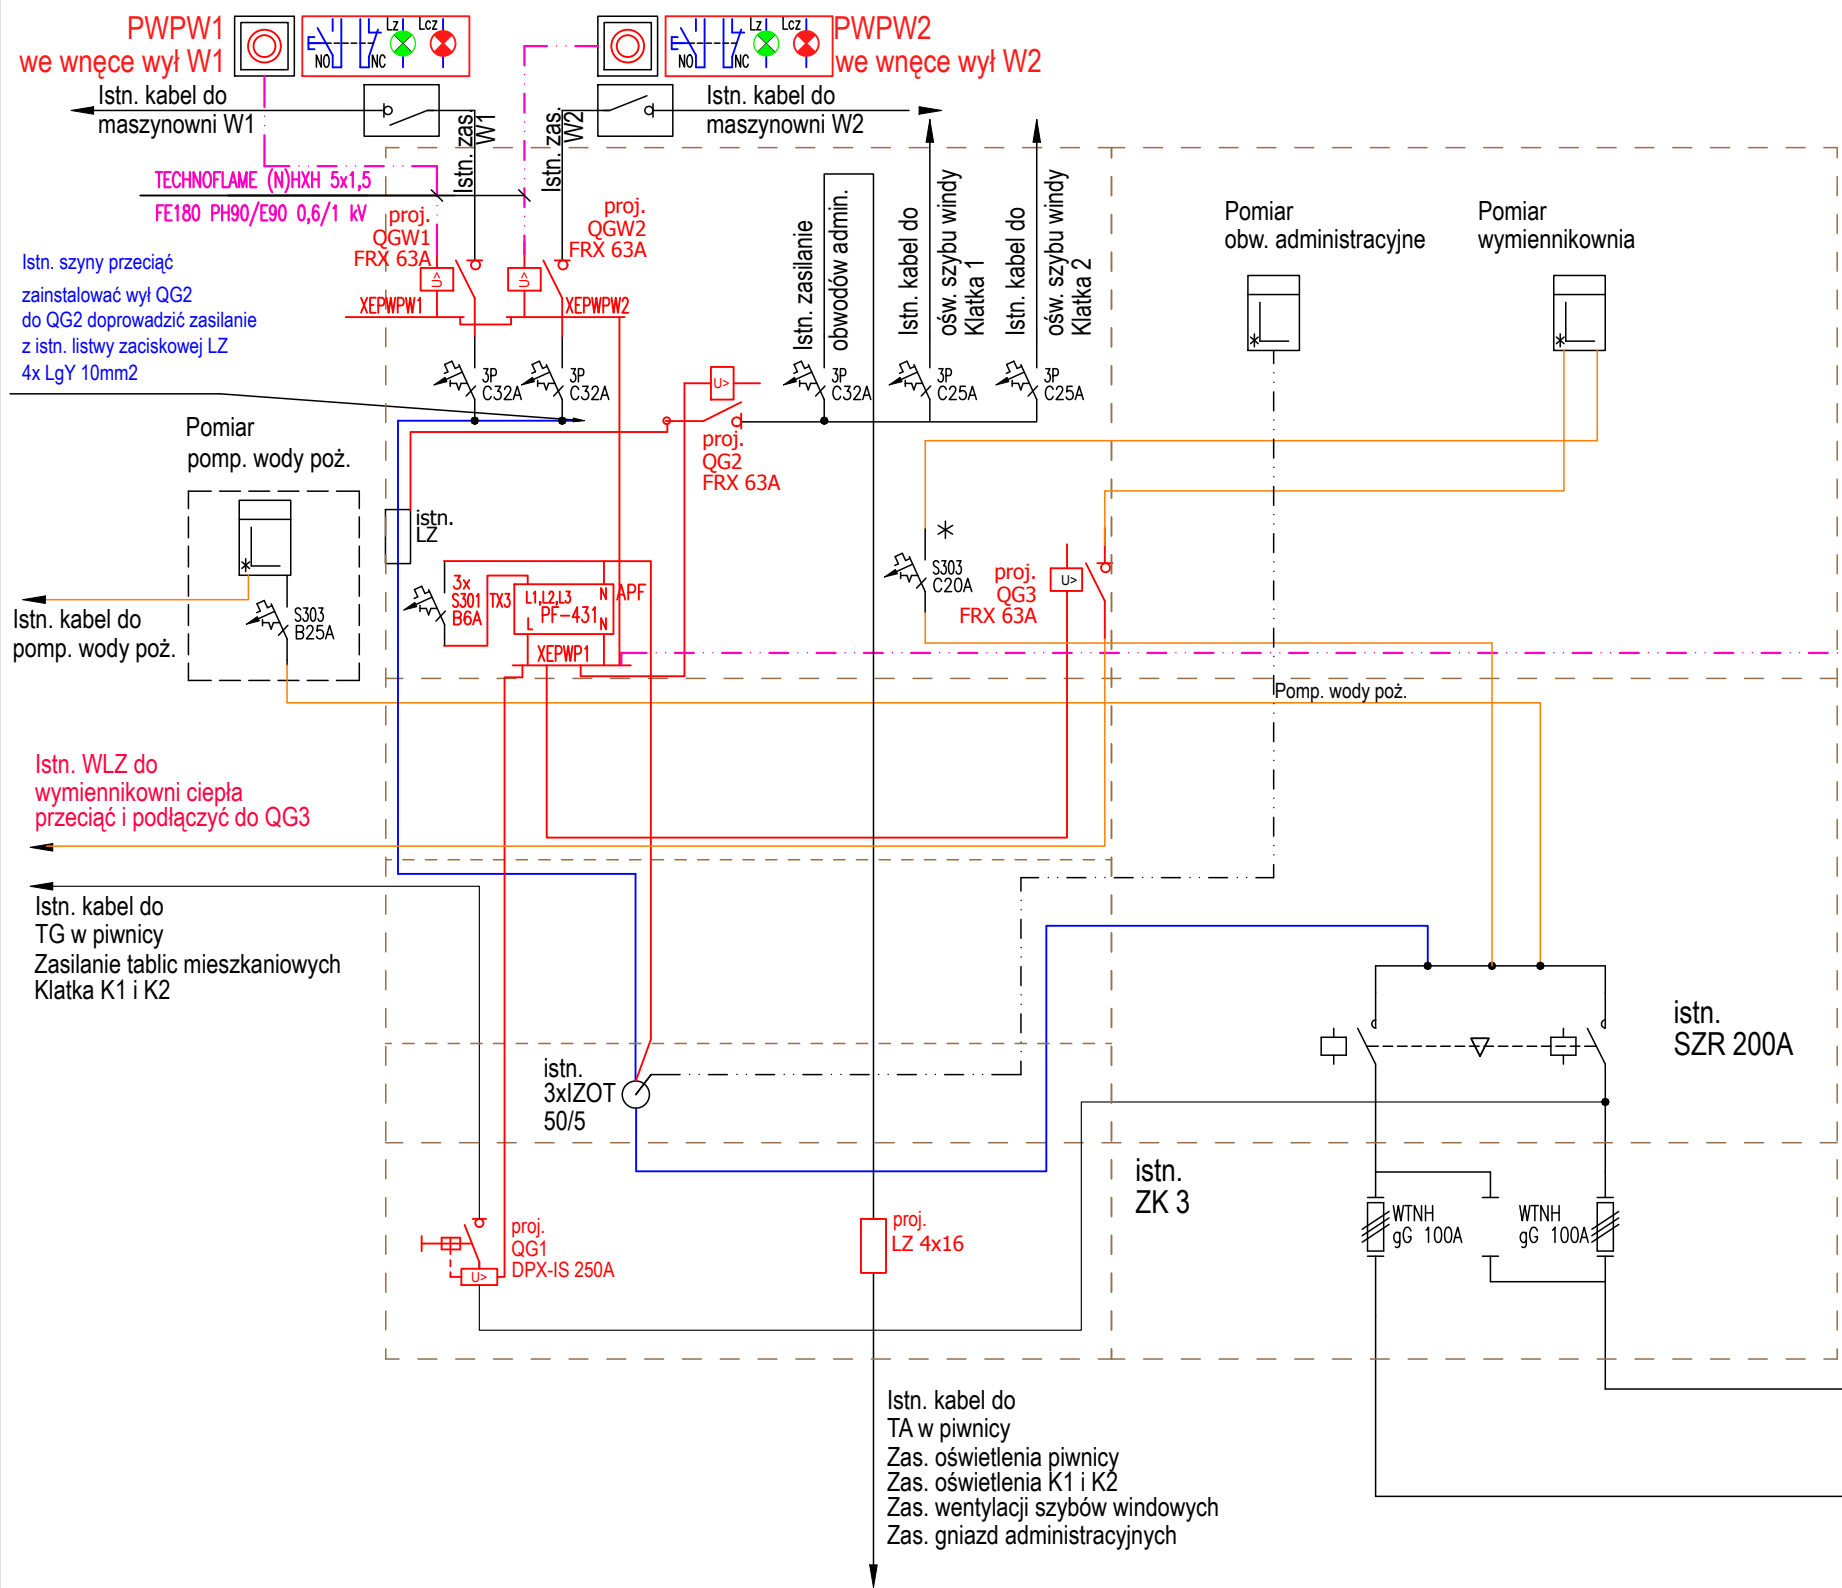 PWPW1
we wnęce wył W1
NO
NC
Lz
Lcz
NO
NC
Lz
Lcz
PWPW2
we wnęce wył W2
Istn. kabel do
maszynowni W1
Istn. zas.
W1
Istn. zas.
W2
Istn. kabel do
maszynowni W2
TECHNOFLAME (N)HXH 5x1,5
FE180 PH90/E90 0,6/1 kV
proj.
QGW1
FRX 63A
proj.
QGW2
FRX 63A
U>
U>
XEPWPW1
XEPWPW2
Istn. szyny przeciąć
zainstalować wył QG2
do QG2 doprowadzić zasilanie
z istn. listwy zaciskowej LZ
4x LgY 10mm2
Istn. zasilanie
obwodów admin.
Istn. kabel do
ośw. szybu windy
Klatka 1
Istn. kabel do
ośw. szybu windy
Klatka 2
Pomiar
obw. administracyjne
Pomiar
wymiennikownia
3P
C32A
3P
C32A
U>
3P
C32A
3P
C25A
3P
C25A
proj.
QG2
FRX 63A
Pomiar
pomp. wody poż.
istn.
LZ
S303
B25A
Istn. kabel do
pomp. wody poż.
3x
S301
B6A
TX3
L1,L2,L3
N
PF-431
L
N
APF
XEPWP1
S303
C20A
proj.
QG3
FRX 63A
U>
Pomp. wody poż.
Istn. WLZ do
wymiennikowni ciepła
przeciąć i podłączyć do QG3
Istn. kabel do
TG w piwnicy
Zasilanie tablic mieszkaniowych
Klatka K1 i K2
istn.
3xIZOT
50/5
istn.
SZR 200A
istn.
ZK 3
WTNH
gG 100A
WTNH
gG 100A
proj.
QG1
DPX-IS 250A
U>
proj.
LZ 4x16
Istn. kabel do
TA w piwnicy
Zas. oświetlenia piwnicy
Zas. oświetlenia K1 i K2
Zas. wentylacji szybów windowych
Zas. gniazd administracyjnych